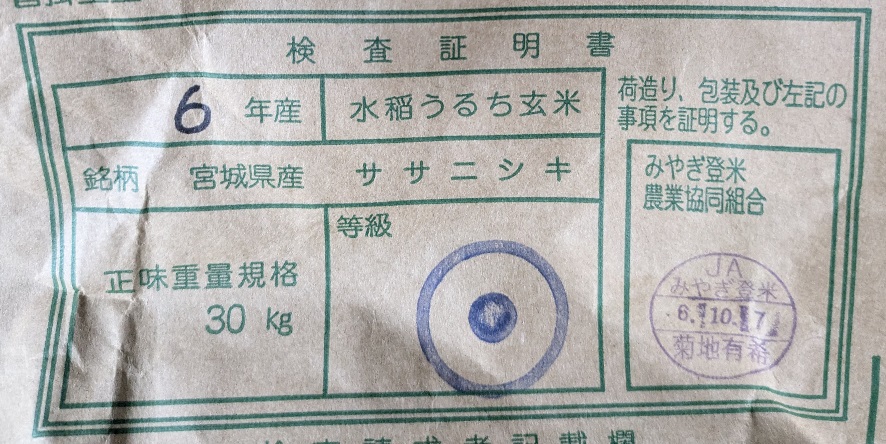 検査証明書
6年産
水稲うるち玄米
銘柄 宮城県産 ササニシキ
正味重量規格
30kg
等級
荷造り、包装及び左記の
事項を証明する。
みやぎ登米
農業協同組合
JA
みやぎ登米
6. 10. 7
菊地有希